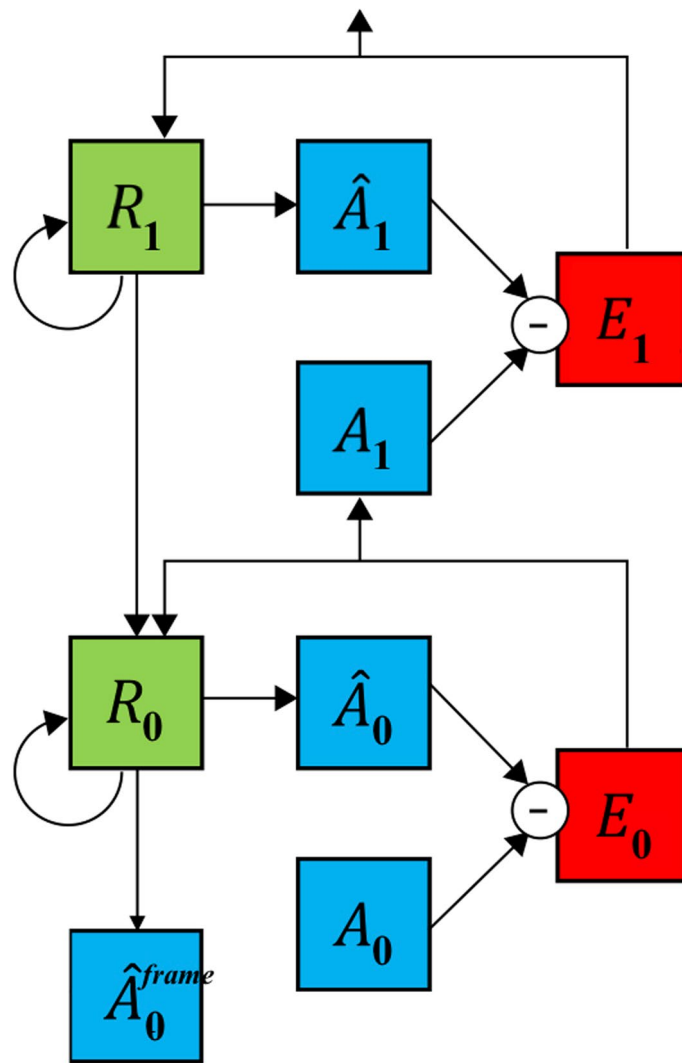 R₁
Â₁
-
E₁
A₁
R₀
Â₀
-
E₀
A₀
Â₀ᶠʳᵃᵐᵉ